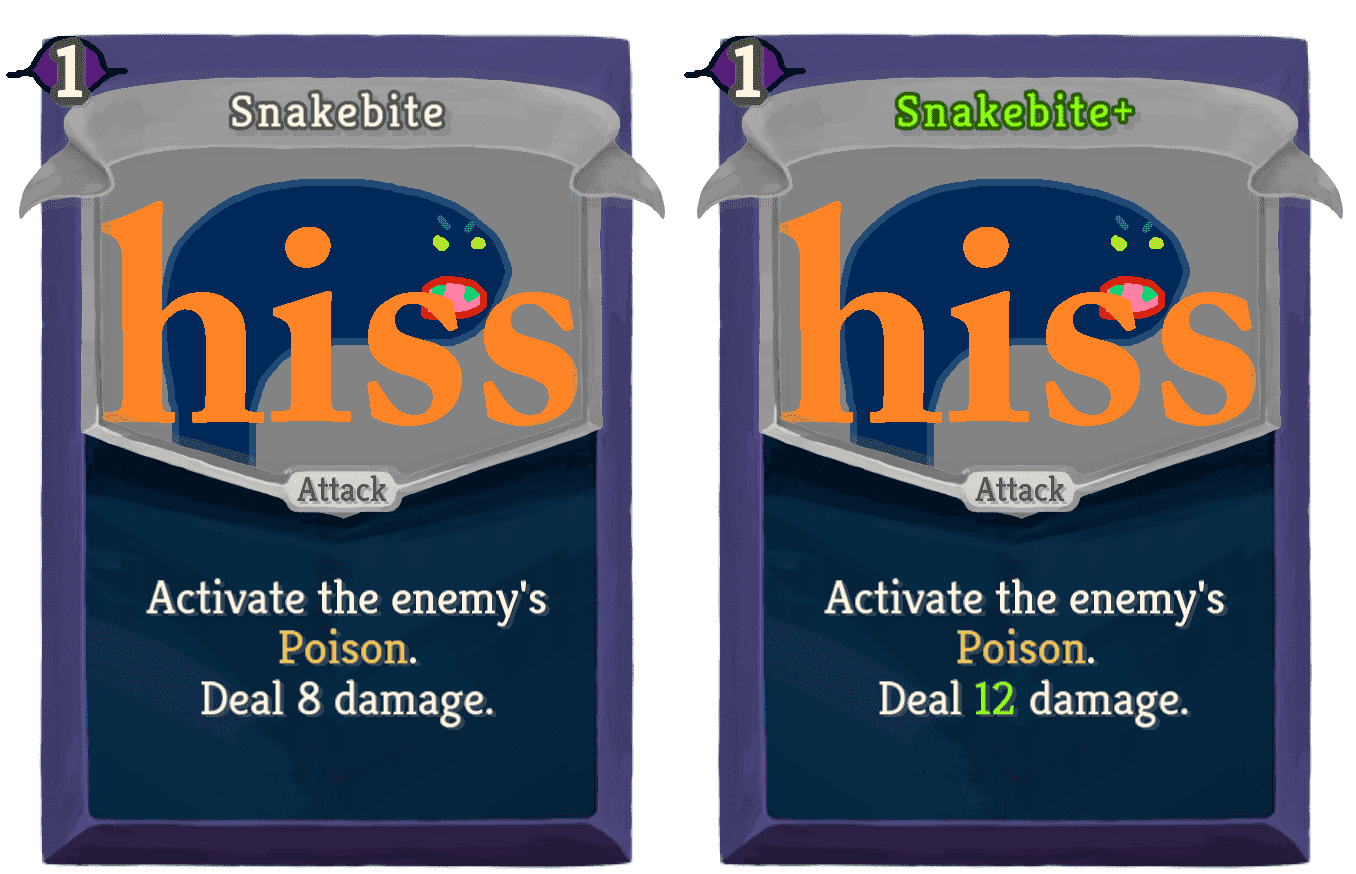 1
Snakebite
hiss
Attack
Activate the enemy's
Poison.
Deal 8 damage.
1
Snakebite+
hiss
Attack
Activate the enemy's
Poison.
Deal 12 damage.